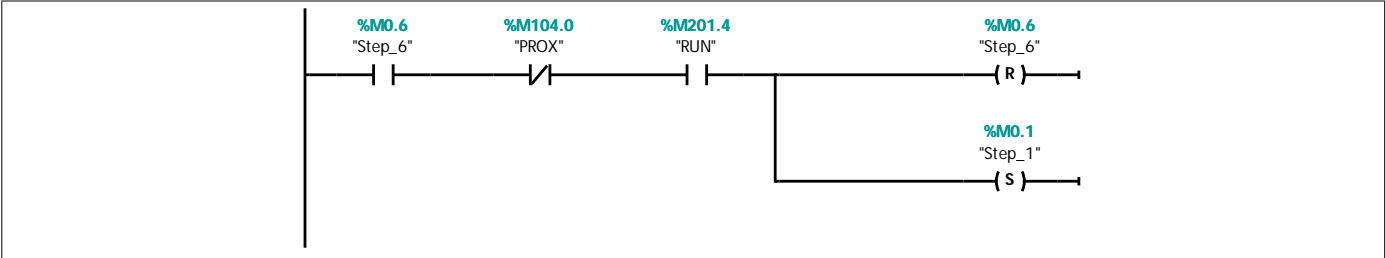 %M0.6 %M104.0 %M201.4 %M0.6
"Step_6" "PROX" "RUN" "Step_6"
R
%M0.1
"Step_1"
S